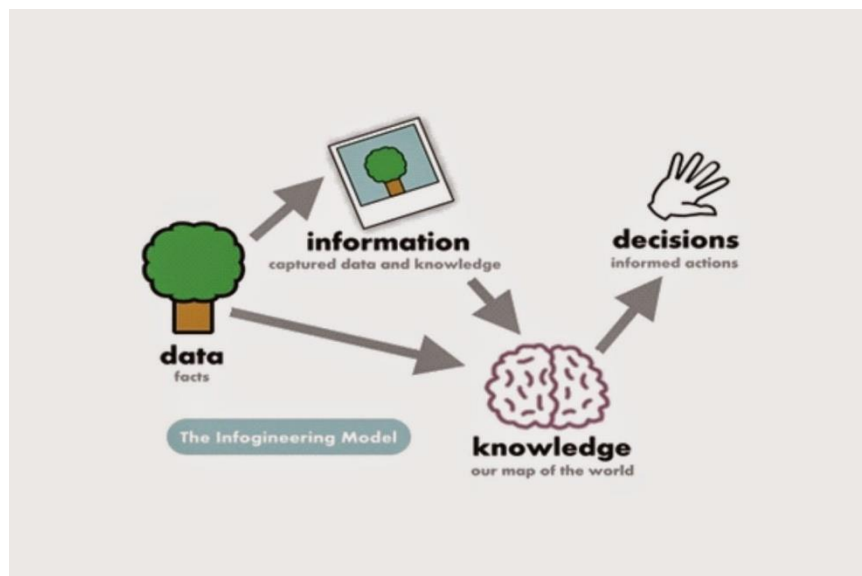 information
captured data and knowledge
decisions
informed actions
data
facts
The Infogineering Model
knowledge
our map of the world